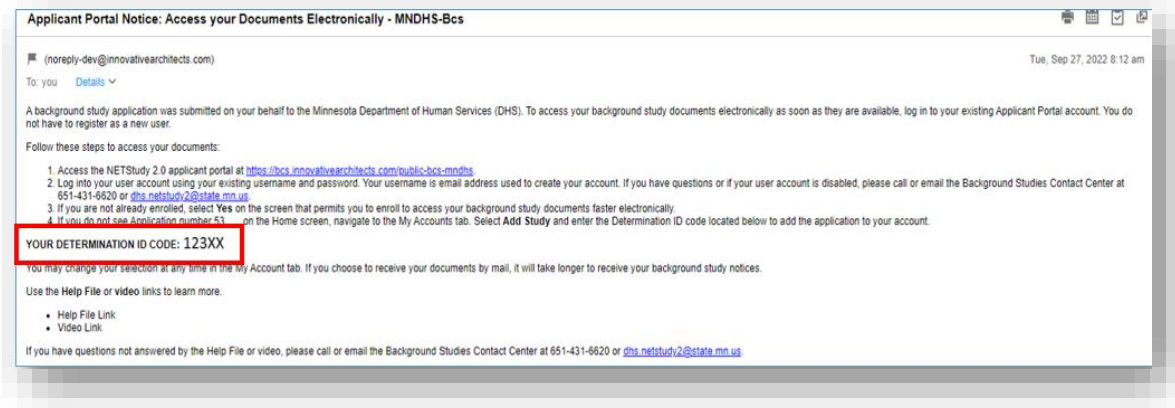 Applicant Portal Notice: Access your Documents Electronically - MNDHS-Bcs
(noreply-dev@innovativearchitects.com)
Tue, Sep 27, 2022 8:12 am
To: you Details
A background study application was submitted on your behalf to the Minnesota Department of Human Services (DHS). To access your background study documents electronically as soon as they are available, log in to your existing Applicant Portal account. You do
not have to register as a new user.
Follow these steps to access your documents:
1. Access the NETStudy 2.0 applicant portal at https://bcs.innovativearchitects.com/public-bcs-mndhs.
2. Log into your user account using your existing username and password. Your username is email address used to create your account. If you have questions or if your user account is disabled, please call or email the Background Studies Contact Center at
651-431-6620 or dhs.netstudy2@state.mn.us.
3. If you are not already enrolled, select Yes on the screen that permits you to enroll to access your background study documents faster electronically.
4. If you do not see Application number 53 on the Home screen, navigate to the My Accounts tab. Select Add Study and enter the Determination ID code located below to add the application to your account.
YOUR DETERMINATION ID CODE: 123XX
You may change your selection at any time in the My Account tab. If you choose to receive your documents by mail, it will take longer to receive your background study notices.
Use the Help File or video links to learn more.
• Help File Link
• Video Link
If you have questions not answered by the Help File or video, please call or email the Background Studies Contact Center at 651-431-6620 or dhs.netstudy2@state.mn.us.